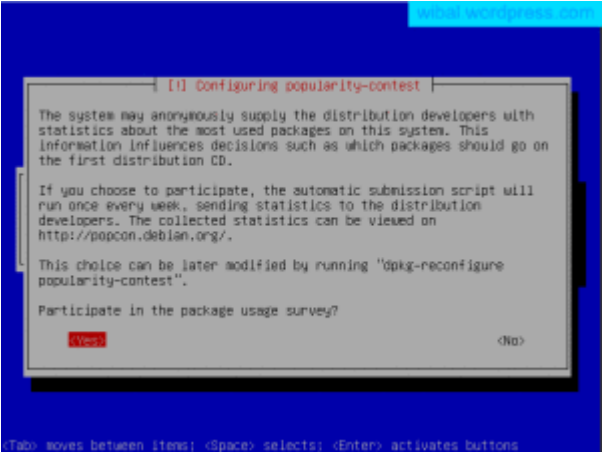 wibal.wordpress.com
[!] Configuring popularity-contest
The system may anonymously supply the distribution developers with
statistics about the most used packages on this system. This
information influences decisions such as which packages should go on
the first distribution CD.
If you choose to participate, the automatic submission script will
run once every week, sending statistics to the distribution
developers. The collected statistics can be viewed on
http://popcon.debian.org/.
This choice can be later modified by running "dpkg-reconfigure
popularity-contest".
Participate in the package usage survey?
<Yes> <No>
<Tab> moves between items; <Space> selects; <Enter> activates buttons